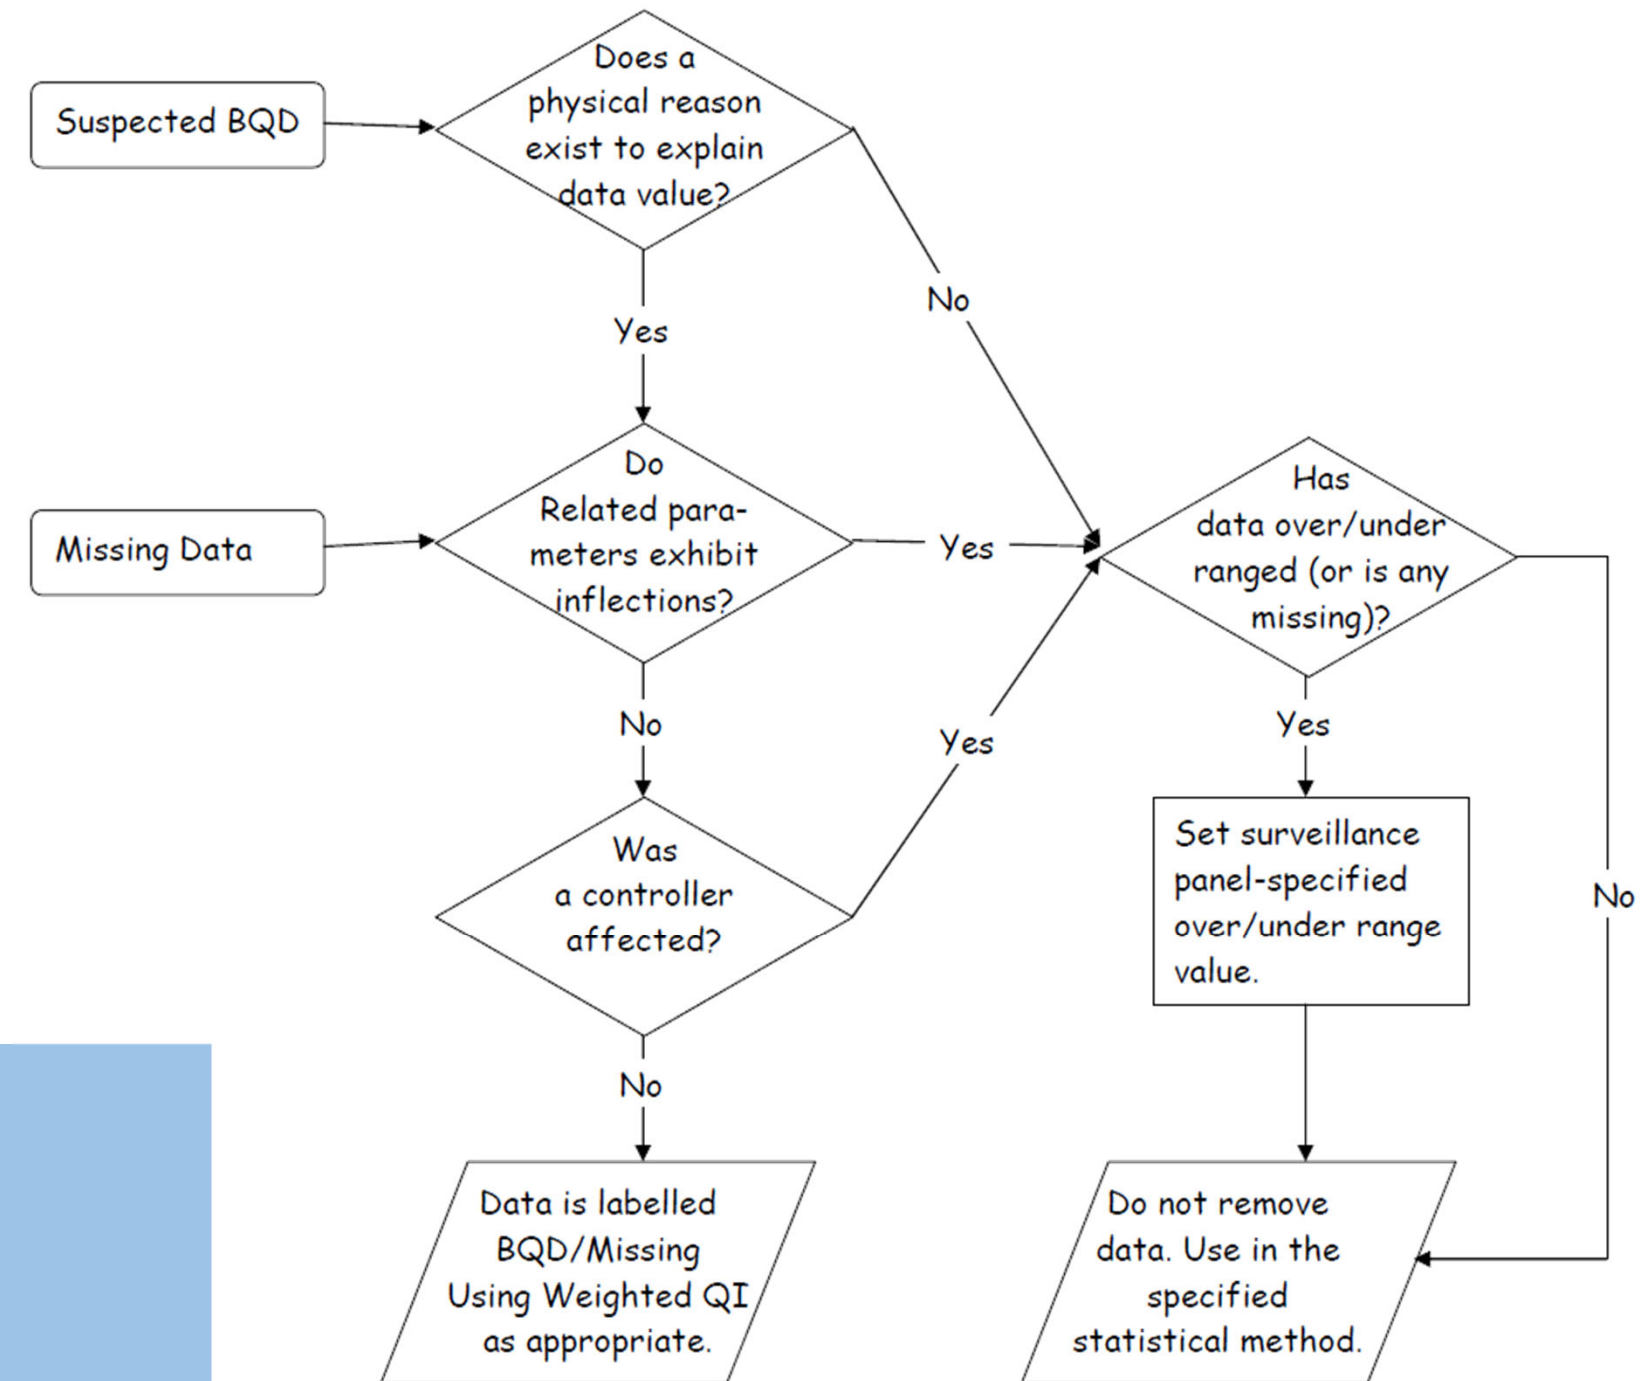 Suspected BQD
Does a
physical reason
exist to explain
data value?
No
Yes
Missing Data
Do
Related para-
meters exhibit
inflections?
Yes
Has
data over/under
ranged (or is any
missing)?
No
Yes
Yes
Was
a controller
affected?
Set surveillance
panel-specified
over/under range
value.
No
No
Data is labelled
BQD/Missing
Using Weighted QI
as appropriate.
Do not remove
data. Use in the
specified
statistical method.